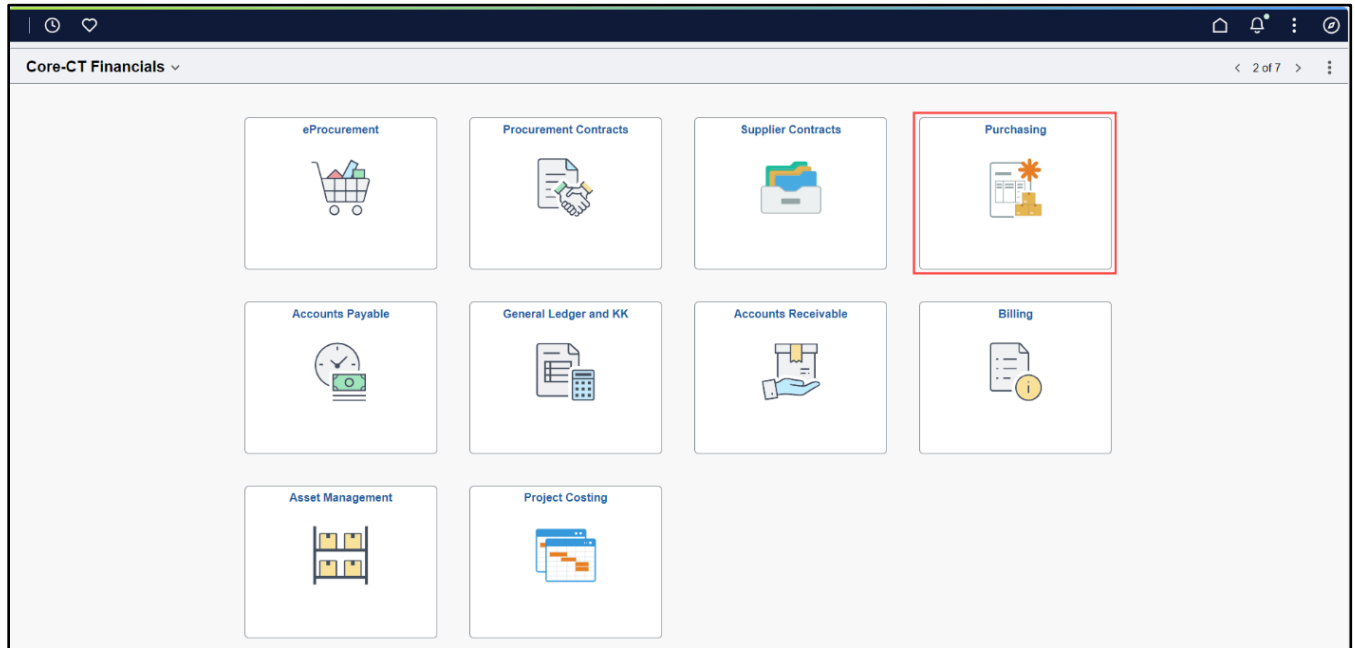 Core-CT Financials
2 of 7
eProcurement
Procurement Contracts
Supplier Contracts
Purchasing
Accounts Payable
General Ledger and KK
Accounts Receivable
Billing
Asset Management
Project Costing